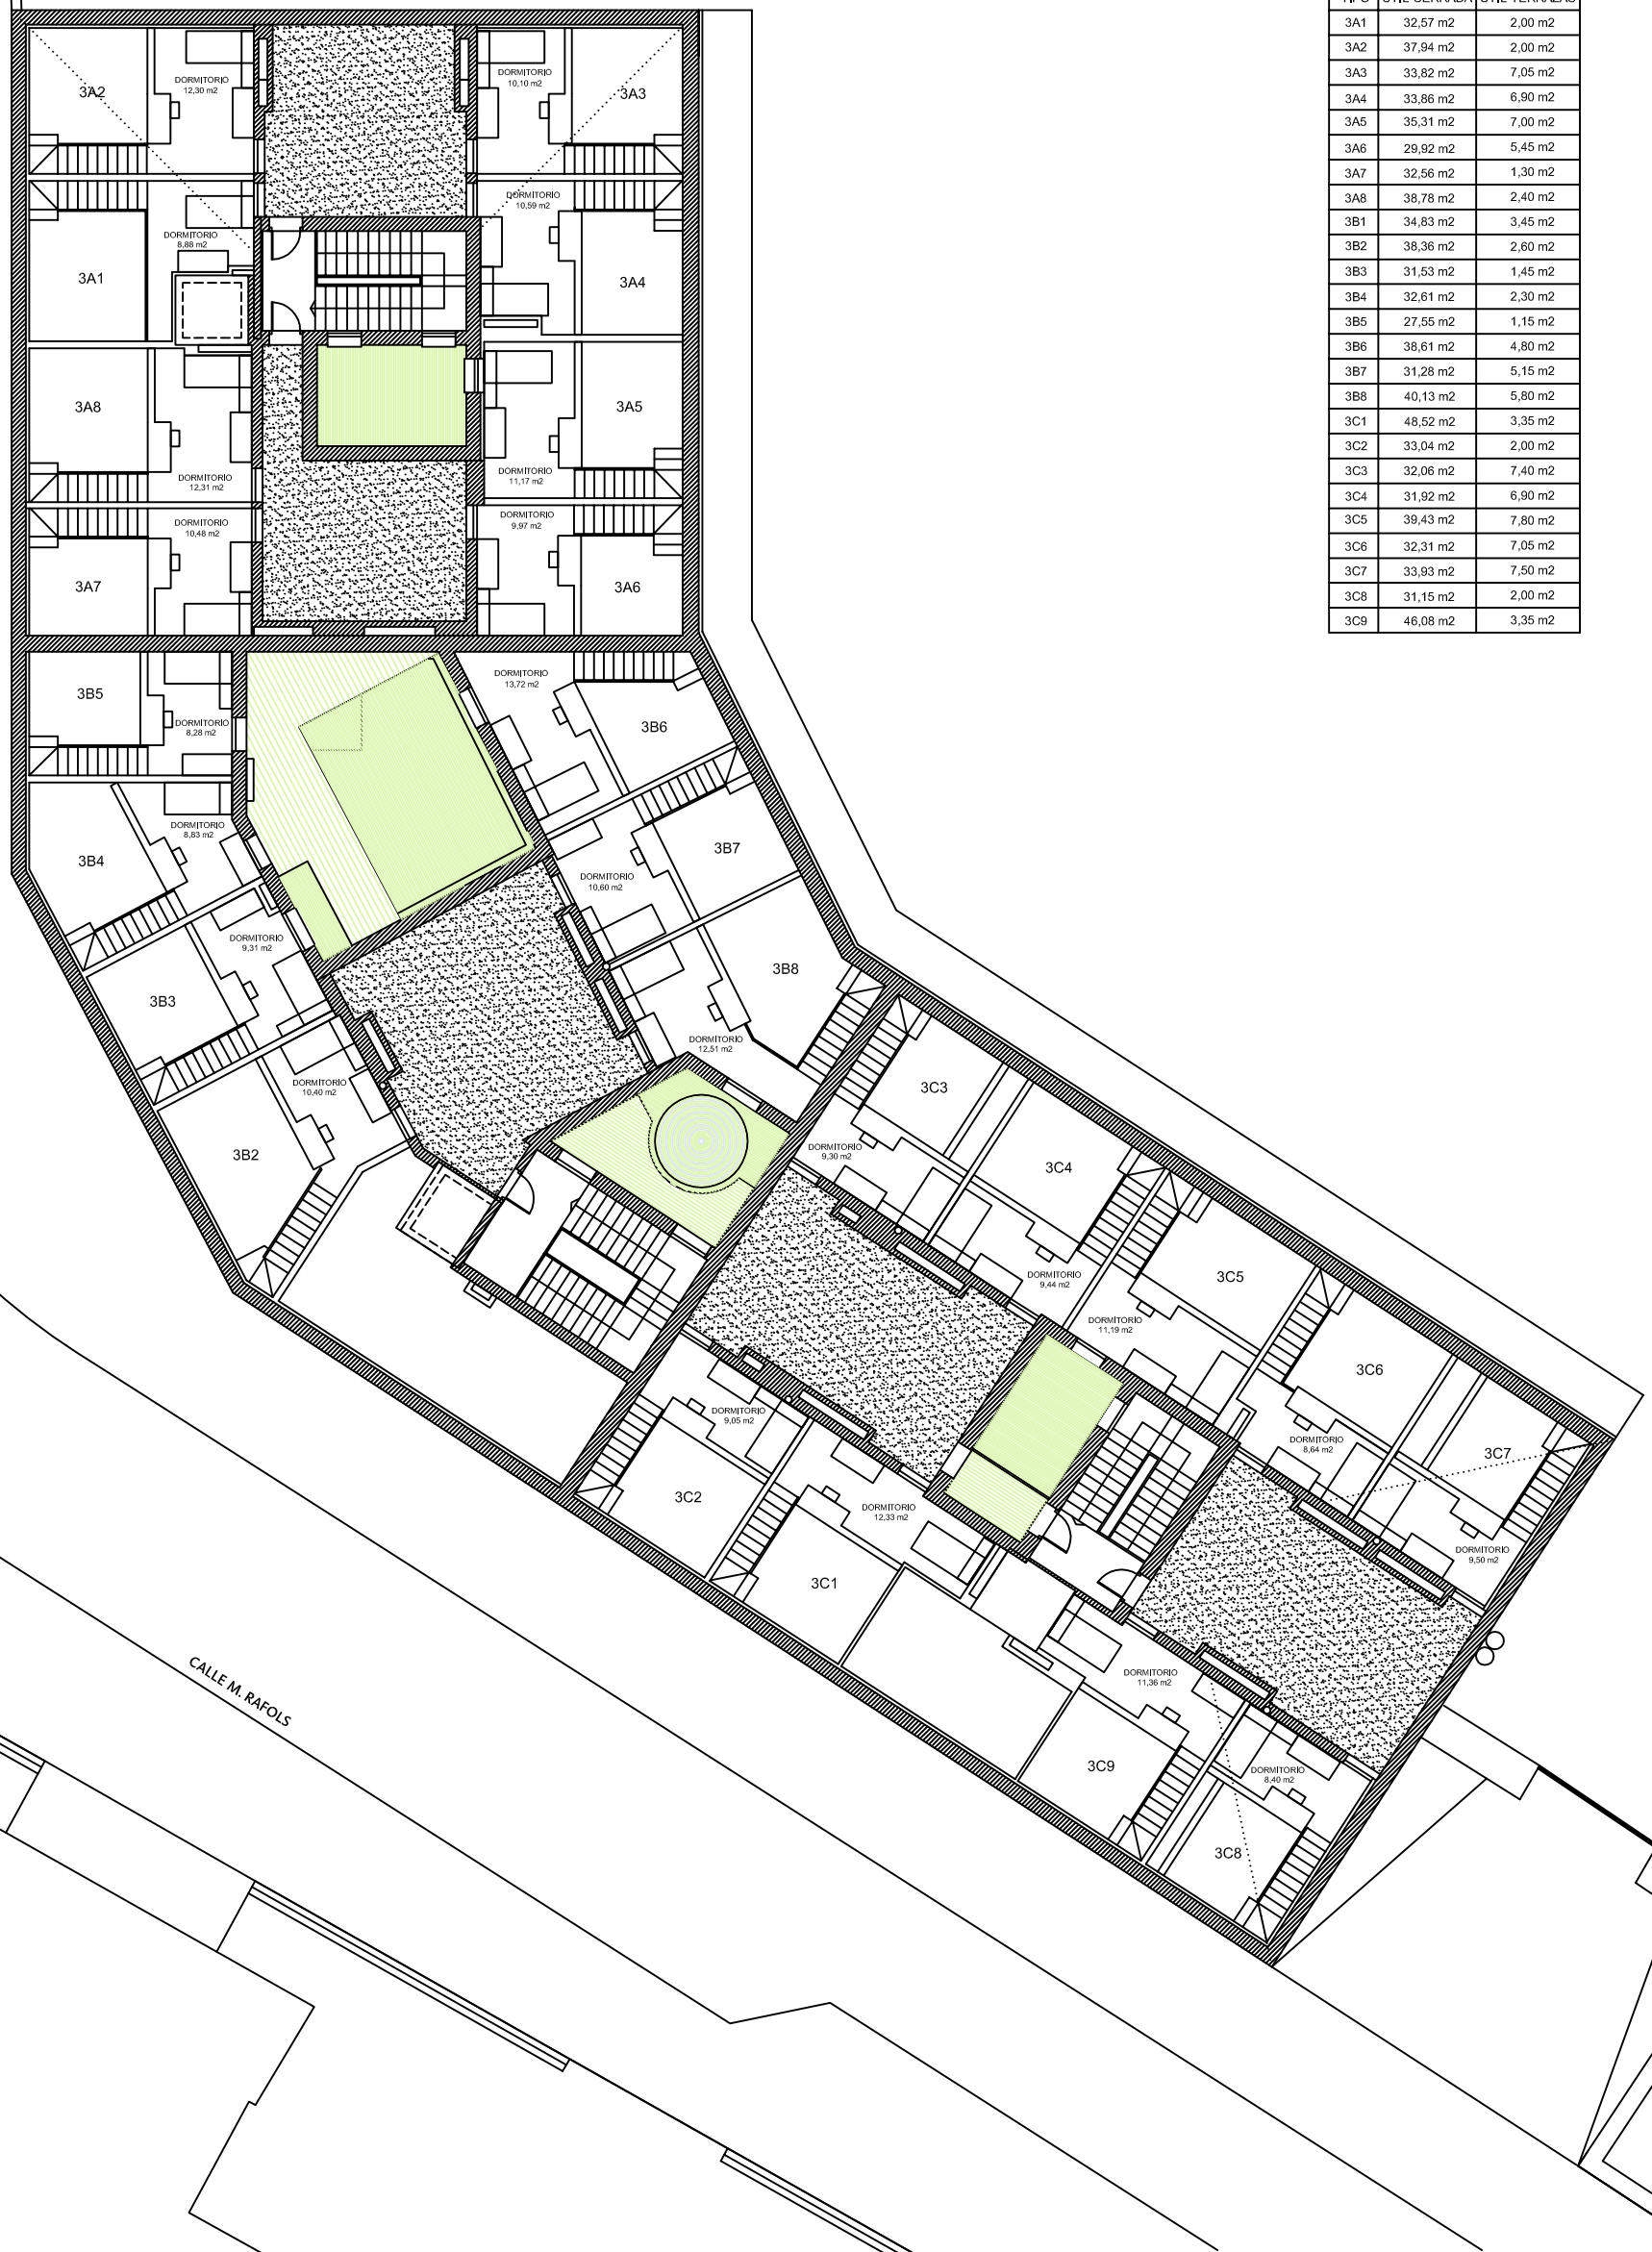 3A1 32,57 m2 2,00 m2
3A2 37,94 m2 2,00 m2
3A3 33,82 m2 7,05 m2
3A4 33,86 m2 6,90 m2
3A5 35,31 m2 7,00 m2
3A6 29,92 m2 5,45 m2
3A7 32,56 m2 1,30 m2
3A8 38,78 m2 2,40 m2
3B1 34,83 m2 3,45 m2
3B2 38,36 m2 2,60 m2
3B3 31,53 m2 1,45 m2
3B4 32,61 m2 2,30 m2
3B5 27,55 m2 1,15 m2
3B6 38,61 m2 4,80 m2
3B7 31,28 m2 5,15 m2
3B8 40,13 m2 5,80 m2
3C1 48,52 m2 3,35 m2
3C2 33,04 m2 2,00 m2
3C3 32,06 m2 7,40 m2
3C4 31,92 m2 6,90 m2
3C5 39,43 m2 7,80 m2
3C6 32,31 m2 7,05 m2
3C7 33,93 m2 7,50 m2
3C8 31,15 m2 2,00 m2
3C9 46,08 m2 3,35 m2
3A2
DORMITORIO
12,30 m2
DORMITORIO
10,10 m2
3A3
DORMITORIO
10,59 m2
DORMITORIO
8,88 m2
3A1
3A4
3A8
3A5
DORMITORIO
12,31 m2
DORMITORIO
11,17 m2
DORMITORIO
10,48 m2
DORMITORIO
9,97 m2
3A7
3A6
3B5
DORMITORIO
8,28 m2
DORMITORIO
13,72 m2
3B6
DORMITORIO
8,83 m2
3B4
3B7
DORMITORIO
10,60 m2
DORMITORIO
9,31 m2
3B3
3B8
DORMITORIO
12,51 m2
DORMITORIO
10,40 m2
3B2
3C3
DORMITORIO
9,30 m2
3C4
DORMITORIO
9,44 m2
3C5
DORMITORIO
11,19 m2
3C6
DORMITORIO
9,05 m2
DORMITORIO
8,64 m2
3C7
3C2
DORMITORIO
12,33 m2
DORMITORIO
9,50 m2
3C1
DORMITORIO
11,36 m2
3C9
DORMITORIO
8,40 m2
3C8
CALLE M. RAFOLS